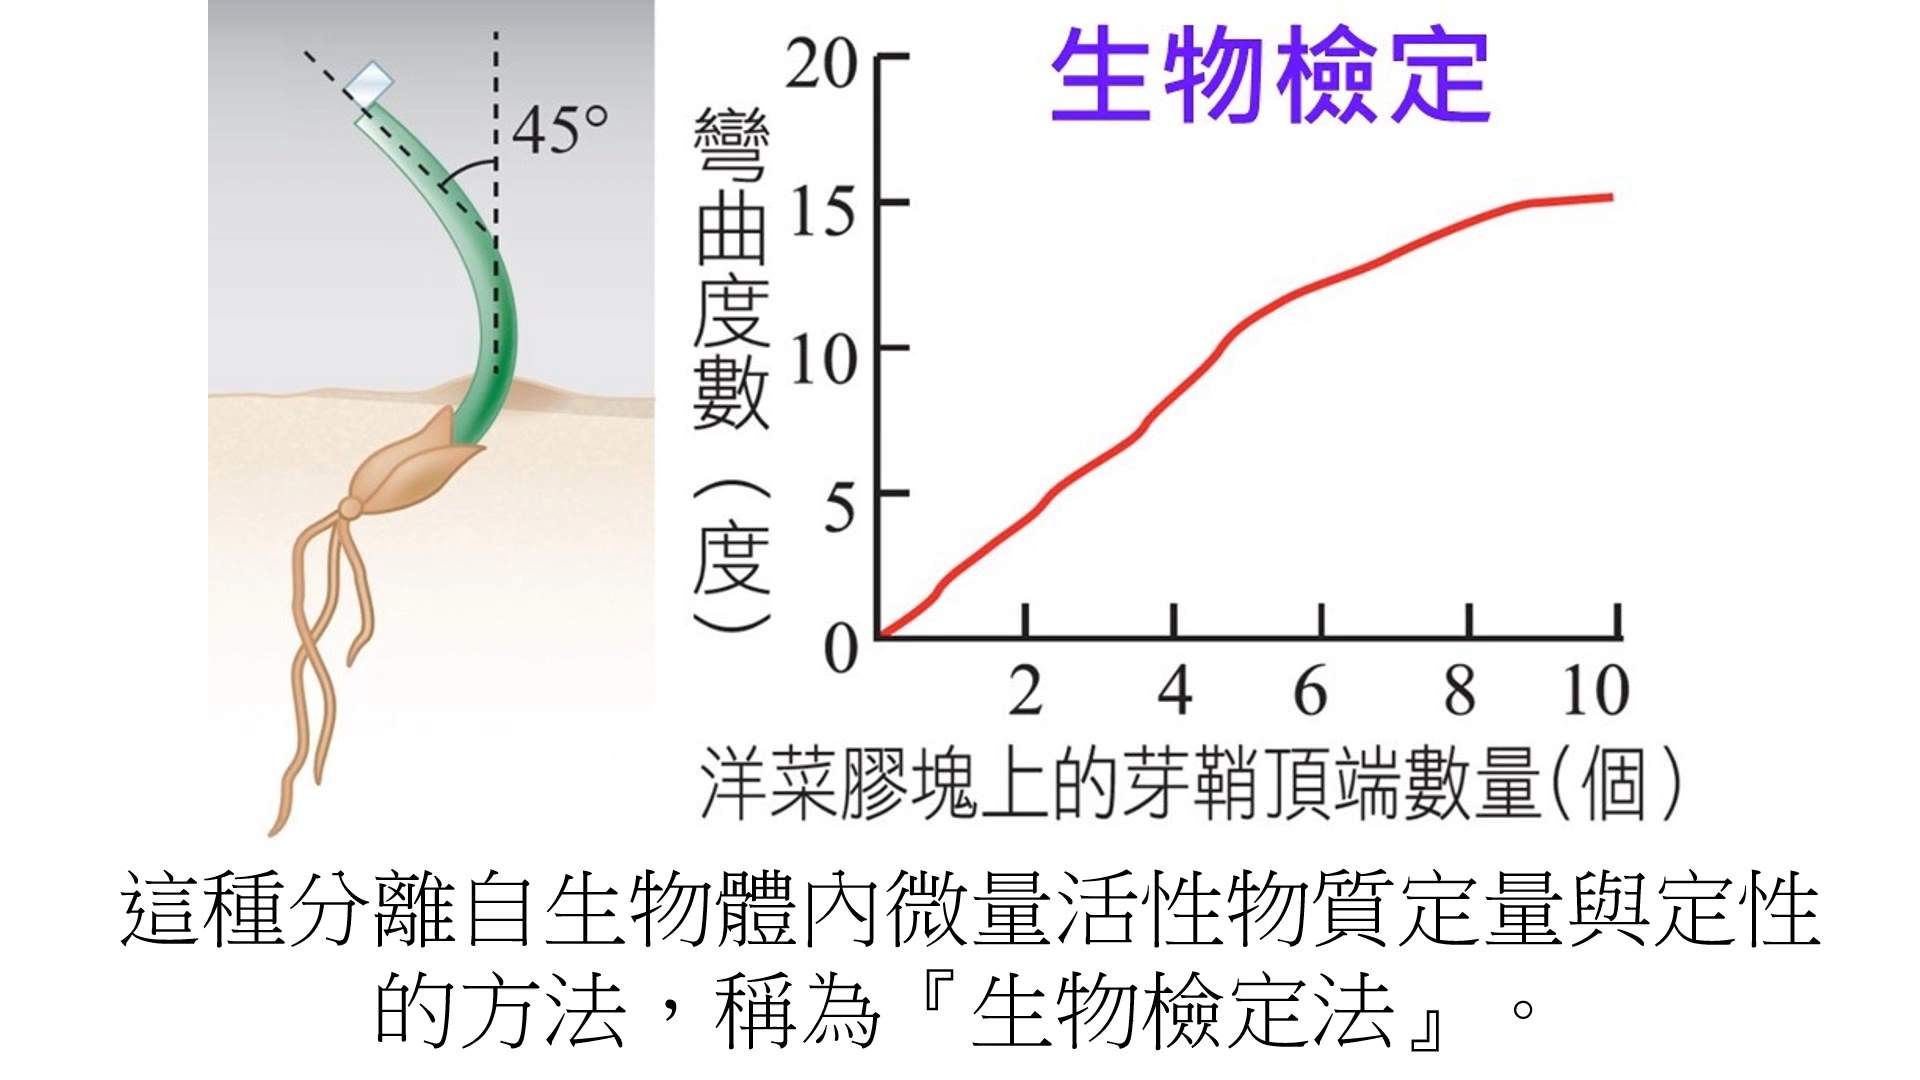 45°
生物檢定
彎曲度數（度）
20
15
10
5
0
2 4 6 8 10
洋菜膠塊上的芽鞘頂端數量(個)
這種分離自生物體內微量活性物質定量與定性
的方法，稱為『生物檢定法』。